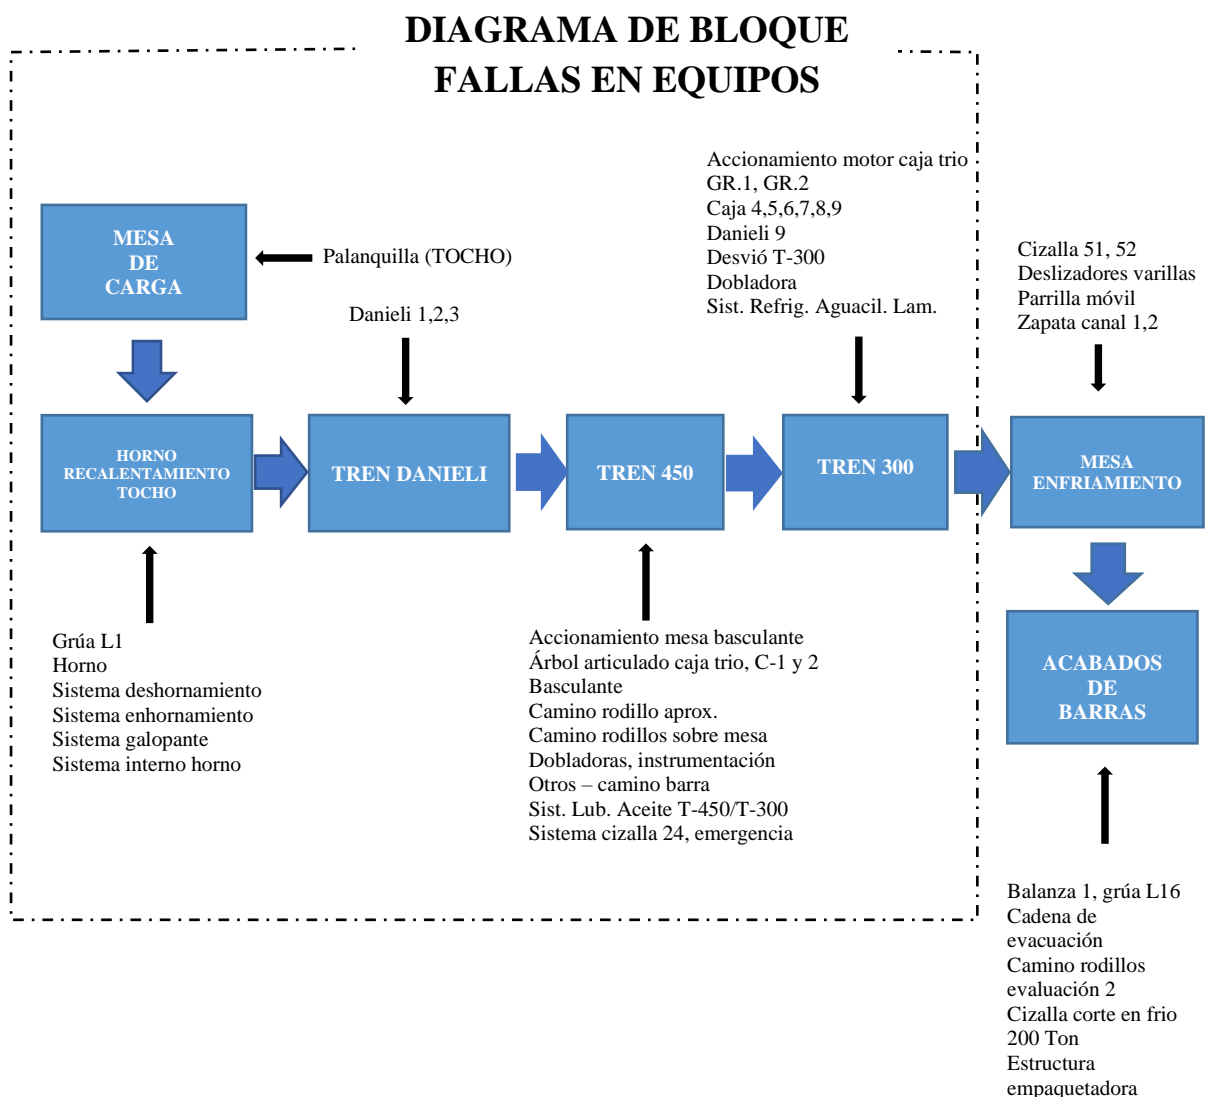 DIAGRAMA DE BLOQUE
FALLAS EN EQUIPOS
Accionamiento motor caja trio
GR.1, GR.2
Caja 4,5,6,7,8,9
Danieli 9
Desvió T-300
Dobladora
Sist. Refrig. Aguacil. Lam.
MESA
DE
CARGA
Palanquilla (TOCHO)
Danieli 1,2,3
Cizalla 51, 52
Deslizadores varillas
Parrilla móvil
Zapata canal 1,2
HORNO
RECALENTAMIENTO
TOCHO
TREN DANIELI
TREN 450
TREN 300
MESA
ENFRIAMIENTO
Grúa L1
Horno
Sistema deshornamiento
Sistema enhornamiento
Sistema galopante
Sistema interno horno
Accionamiento mesa basculante
Árbol articulado caja trio, C-1 y 2
Basculante
Camino rodillo aprox.
Camino rodillos sobre mesa
Dobladoras, instrumentación
Otros – camino barra
Sist. Lub. Aceite T-450/T-300
Sistema cizalla 24, emergencia
ACABADOS
DE
BARRAS
Balanza 1, grúa L16
Cadena de
evacuación
Camino rodillos
evaluación 2
Cizalla corte en frio
200 Ton
Estructura
empaquetadora